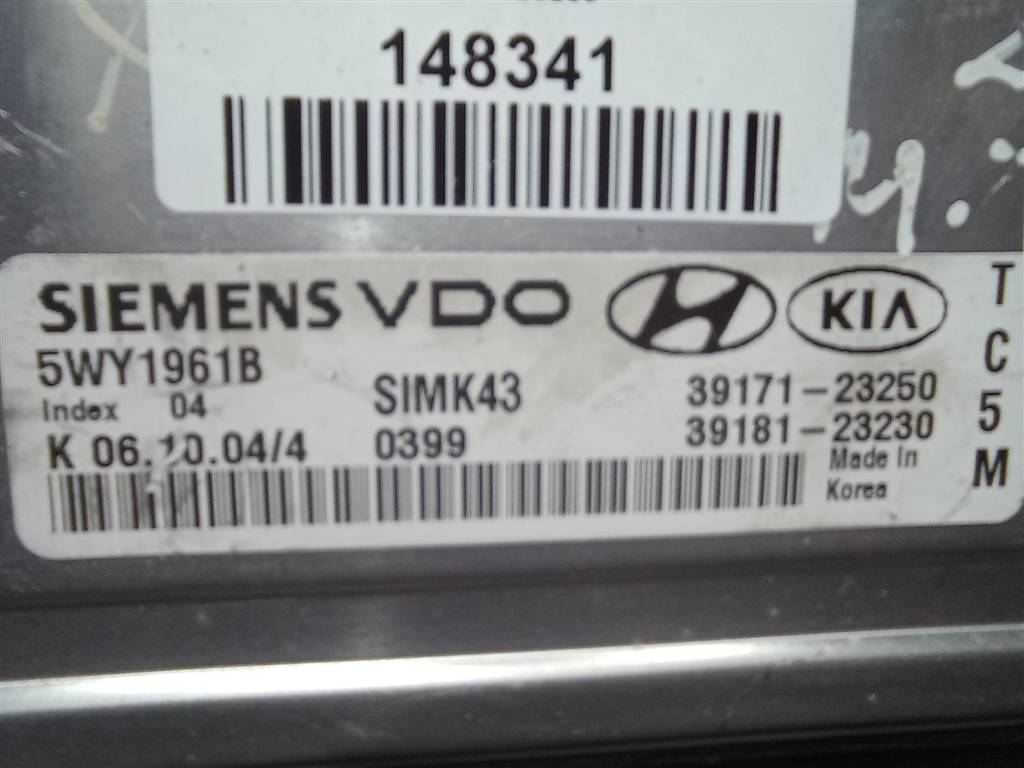 148341
SIEMENS VDO KIA
5WY1961B
Index 04 SIMK43 39171-23250
K 06.10.04/4 0399 39181-23230
Made In
Korea
TC5M